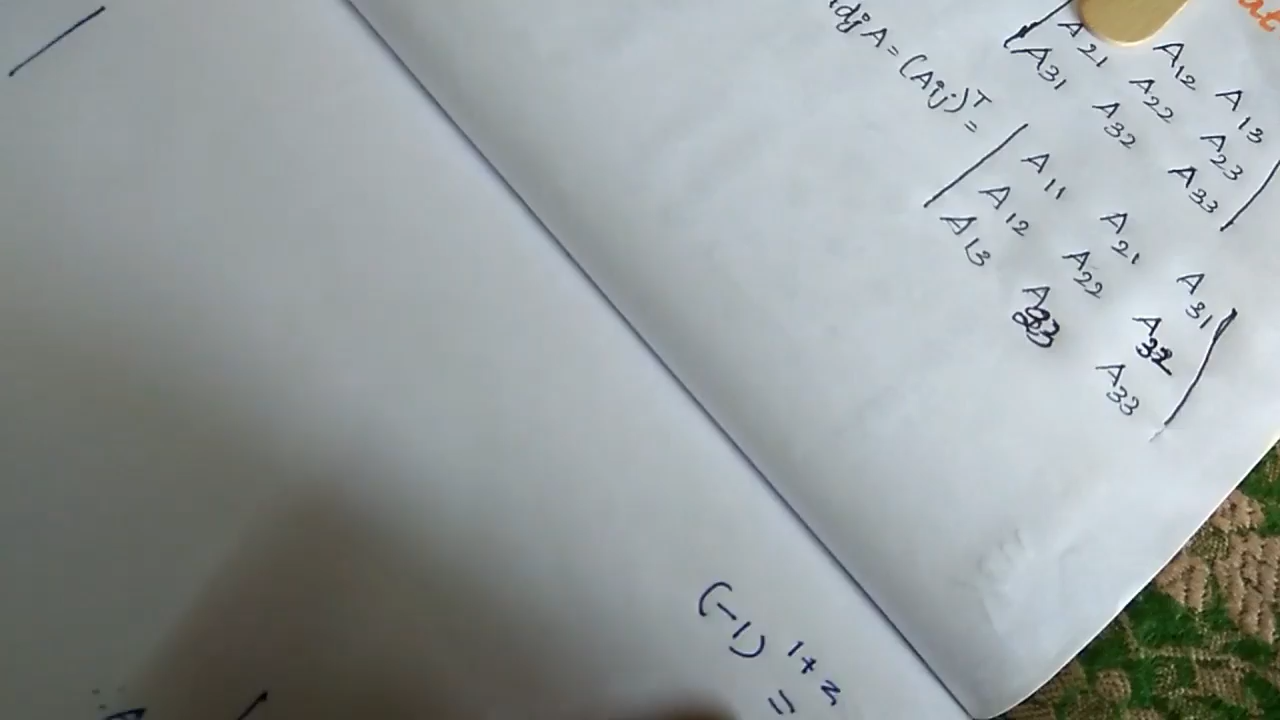 A12 A13
A21 A22 A23
A31 A32 A33
adj A = (Aij)ᵀ =
A11 A21 A31
A12 A22 A32
A13 A33
(-1)¹⁺²
=